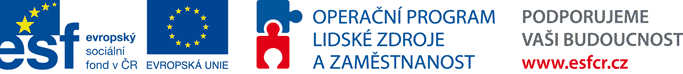 esf
evropský
sociální
fond v ČR
EVROPSKÁ UNIE
OPERAČNÍ PROGRAM
LIDSKÉ ZDROJE
A ZAMĚSTNANOST
PODPORUJEME
VAŠI BUDOUCNOST
www.esfcr.cz